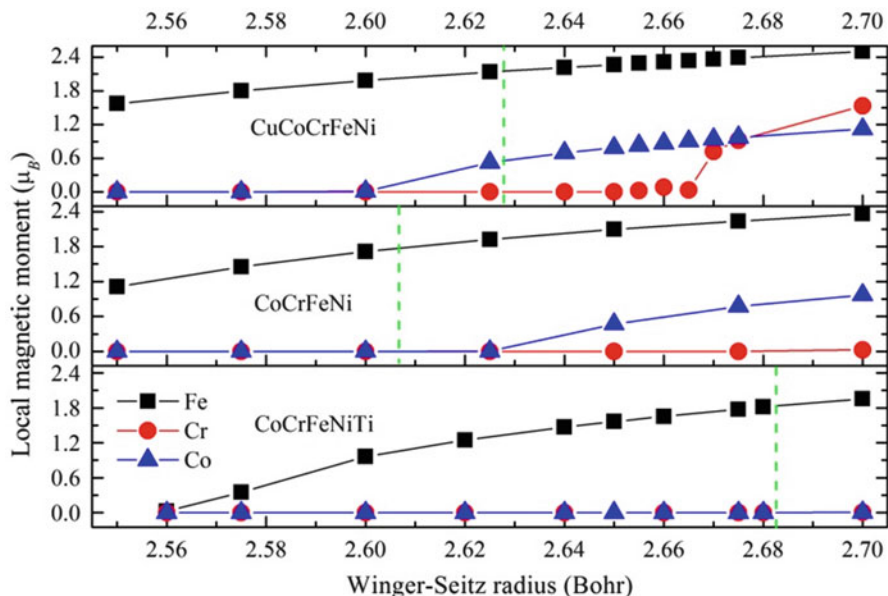 2.56 2.58 2.60 2.62 2.64 2.66 2.68 2.70
2.4
1.8
1.2
0.6
0.0
CuCoCrFeNi
2.4
1.8
1.2
0.6
0.0
CoCrFeNi
2.4
1.8
1.2
0.6
0.0
Fe
Cr
Co
CoCrFeNiTi
Local magnetic moment (μB)
2.56 2.58 2.60 2.62 2.64 2.66 2.68 2.70
Winger-Seitz radius (Bohr)